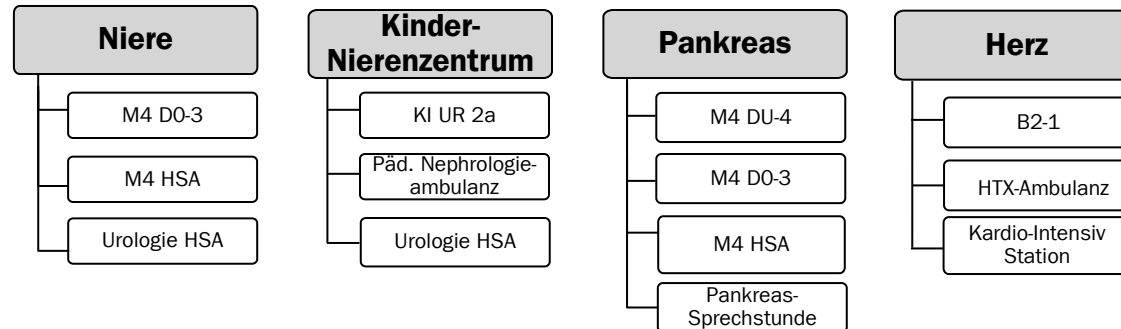 Niere
M4 D0-3
M4 HSA
Urologie HSA
Kinder-
Nierenzentrum
KI UR 2a
Päd. Nephrologie-
ambulanz
Urologie HSA
Pankreas
M4 DU-4
M4 D0-3
M4 HSA
Pankreas-
Sprechstunde
Herz
B2-1
HTX-Ambulanz
Kardio-Intensiv
Station